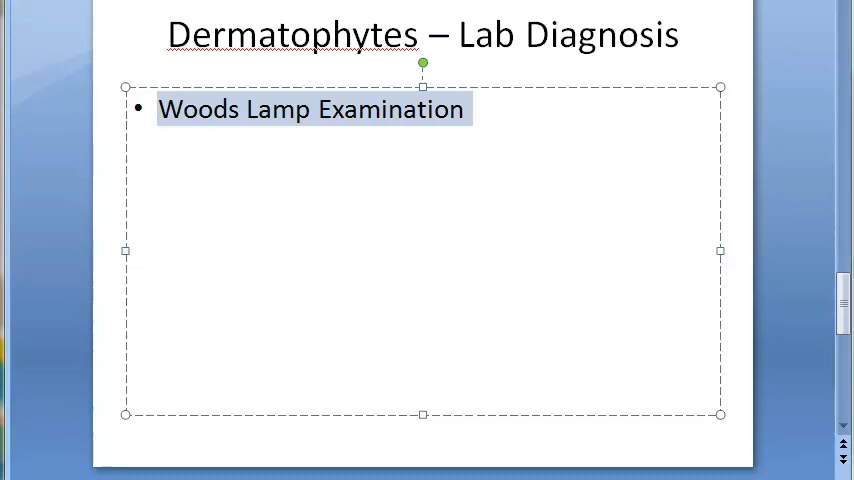 Dermatophytes – Lab Diagnosis
• Woods Lamp Examination